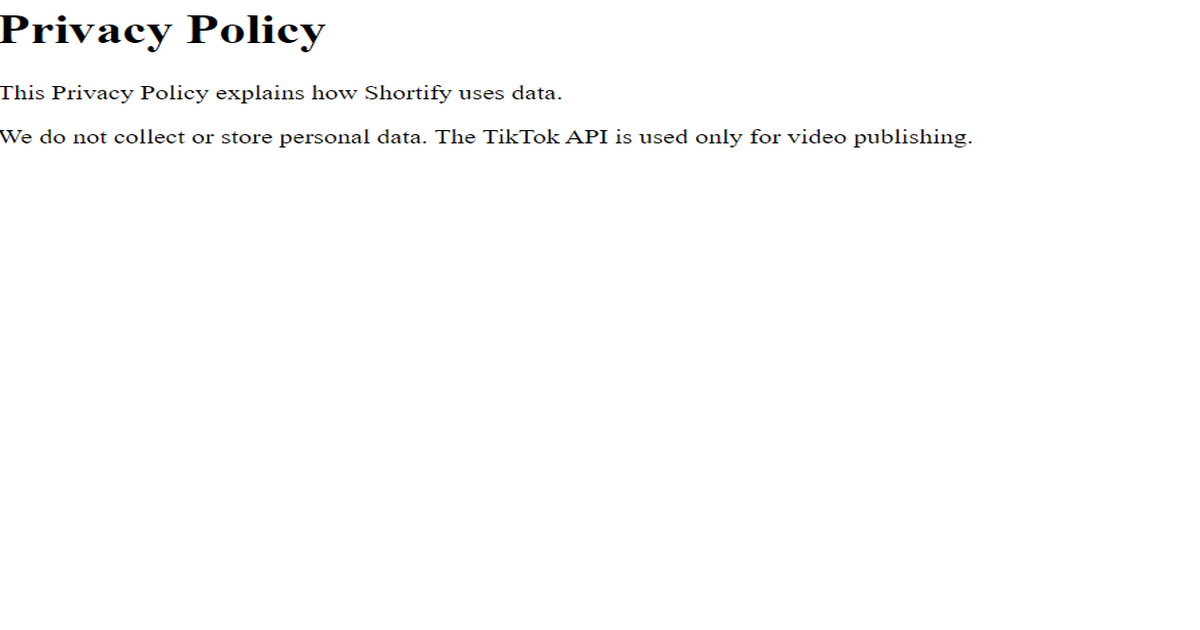 Privacy Policy
This Privacy Policy explains how Shortify uses data.
We do not collect or store personal data. The TikTok API is used only for video publishing.